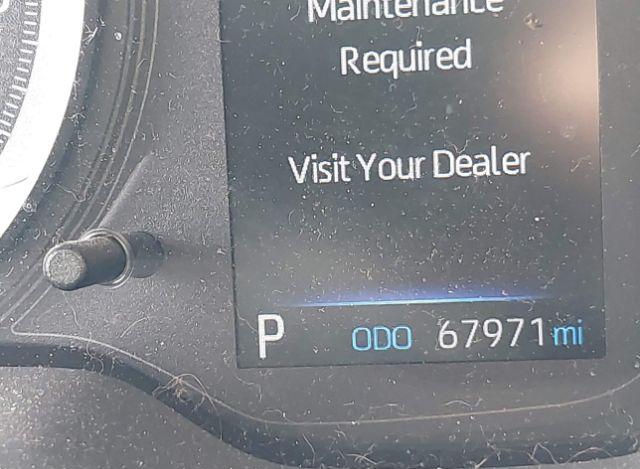 Maintenance
Required
Visit Your Dealer
P ODO 67971 mi